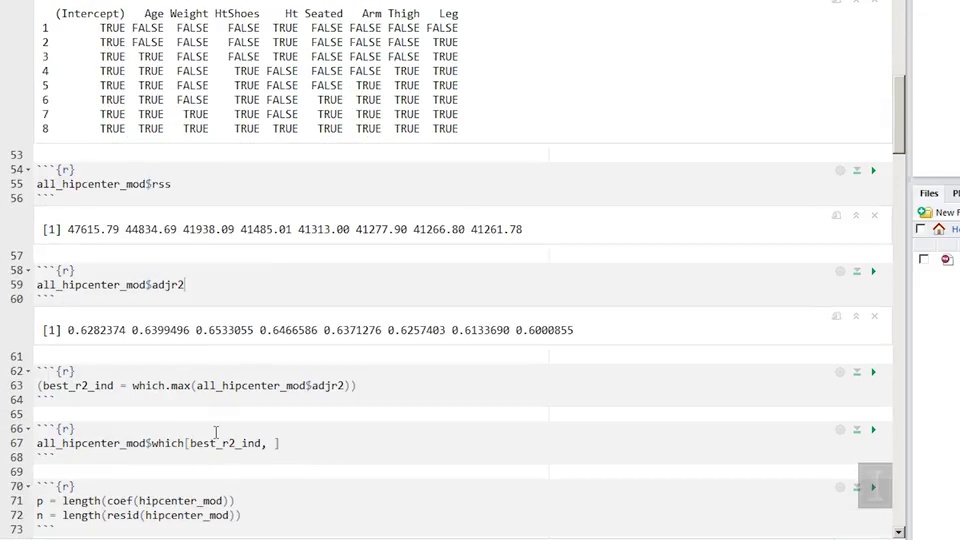 (Intercept) Age Weight HtShoes Ht Seated Arm Thigh Leg
1 TRUE FALSE FALSE FALSE TRUE FALSE FALSE FALSE FALSE
2 TRUE FALSE FALSE FALSE TRUE FALSE FALSE FALSE TRUE
3 TRUE TRUE FALSE FALSE TRUE FALSE FALSE FALSE TRUE
4 TRUE TRUE FALSE TRUE FALSE FALSE FALSE TRUE TRUE
5 TRUE TRUE FALSE TRUE FALSE FALSE TRUE TRUE TRUE
6 TRUE TRUE FALSE TRUE FALSE TRUE TRUE TRUE TRUE
7 TRUE TRUE TRUE TRUE FALSE TRUE TRUE TRUE TRUE
8 TRUE TRUE TRUE TRUE TRUE TRUE TRUE TRUE TRUE
53
54 ```{r}
55 all_hipcenter_mod$rss
56 ```
[1] 47615.79 44834.69 41938.09 41485.01 41313.00 41277.90 41266.80 41261.78
57
58 ```{r}
59 all_hipcenter_mod$adjr2
60 ```
[1] 0.6282374 0.6399496 0.6533055 0.6466586 0.6371276 0.6257403 0.6133690 0.6000855
61
62 ```{r}
63 (best_r2_ind = which.max(all_hipcenter_mod$adjr2))
64 ```
65
66 ```{r}
67 all_hipcenter_mod$which[best_r2_ind, ]
68 ```
69
70 ```{r}
71 p = length(coef(hipcenter_mod))
72 n = length(resid(hipcenter_mod))
73 ```
Files
New F